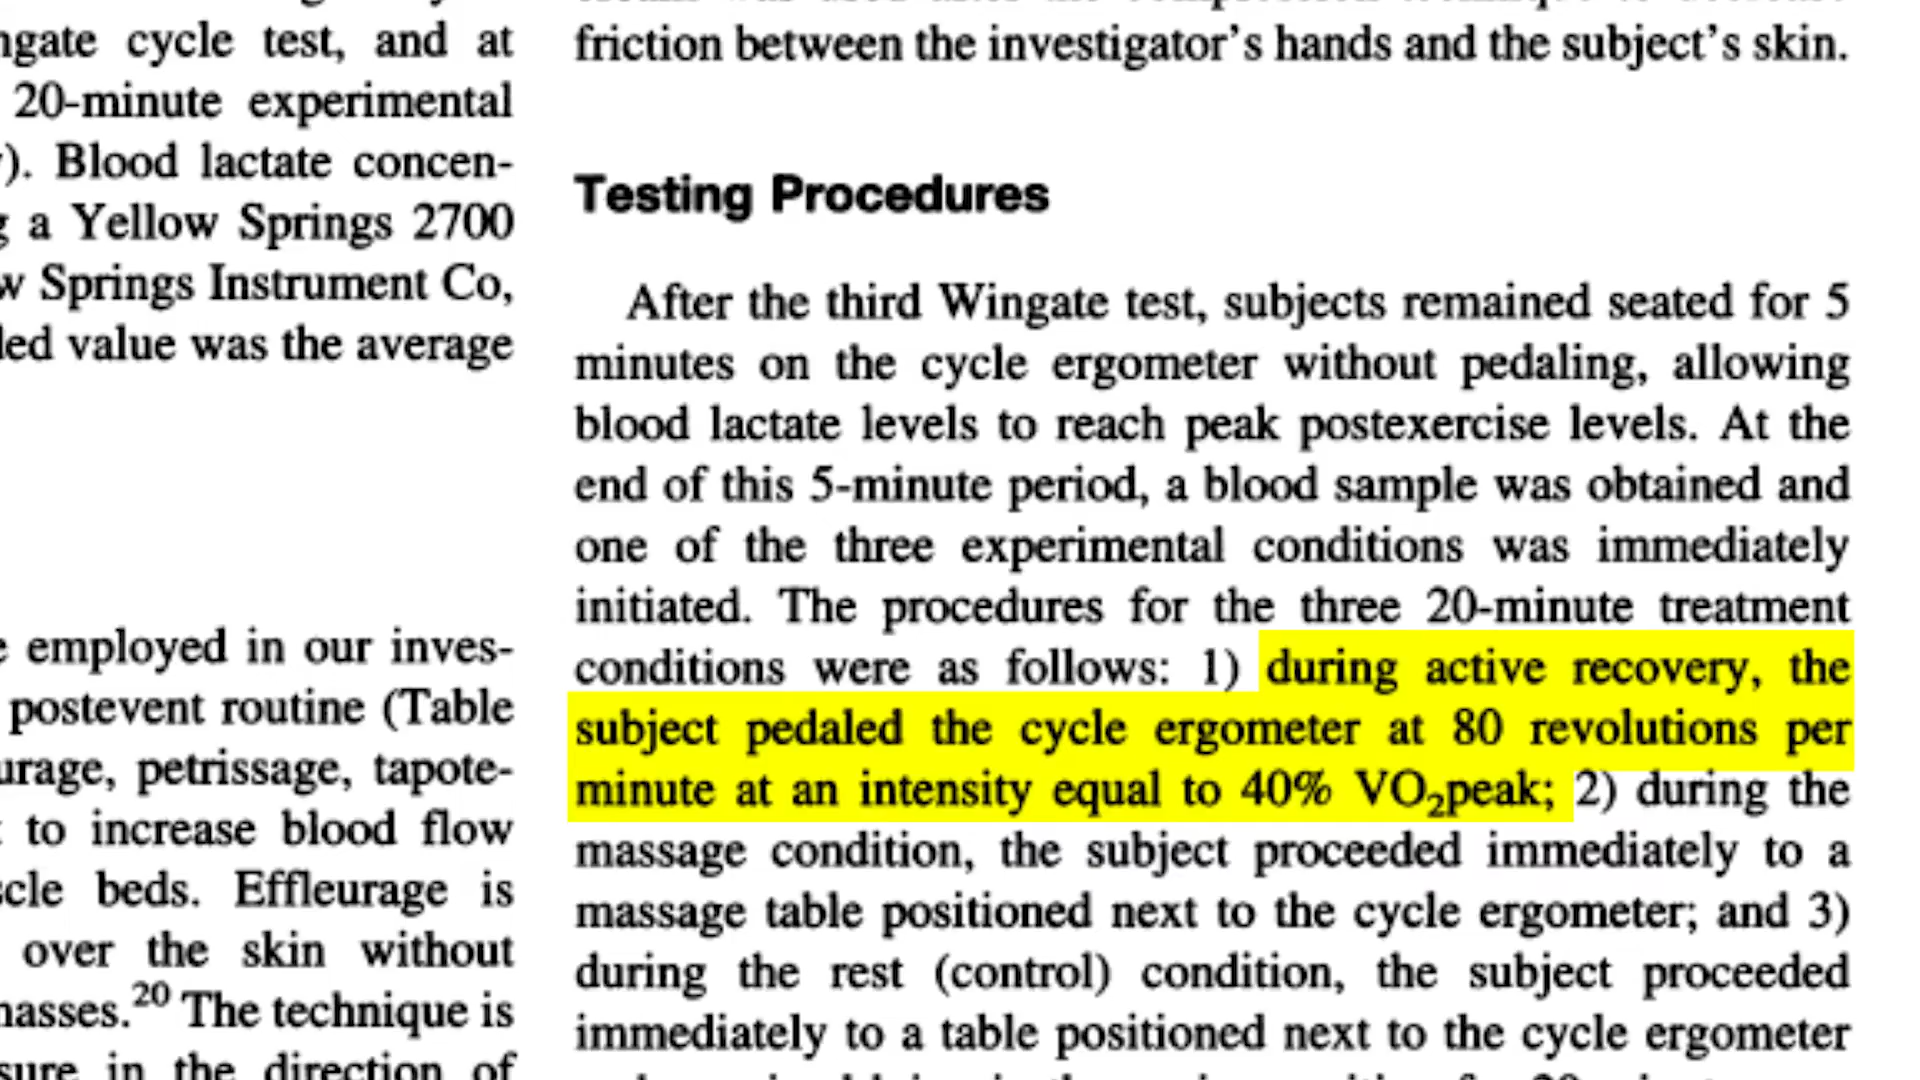 cycle test, and at
20-minute experimental
). Blood lactate concen-
a Yellow Springs 2700
Springs Instrument Co,
value was the average
employed in our inves-
postevent routine (Table
petrissage, tapote-
to increase blood flow
beds. Effleurage is
over the skin without
The technique is
in the direction of
friction between the investigator's hands and the subject's skin.
Testing Procedures
After the third Wingate test, subjects remained seated for 5
minutes on the cycle ergometer without pedaling, allowing
blood lactate levels to reach peak postexercise levels. At the
end of this 5-minute period, a blood sample was obtained and
one of the three experimental conditions was immediately
initiated. The procedures for the three 20-minute treatment
conditions were as follows: 1) during active recovery, the
subject pedaled the cycle ergometer at 80 revolutions per
minute at an intensity equal to 40% VO₂peak; 2) during the
massage condition, the subject proceeded immediately to a
massage table positioned next to the cycle ergometer; and 3)
during the rest (control) condition, the subject proceeded
immediately to a table positioned next to the cycle ergometer